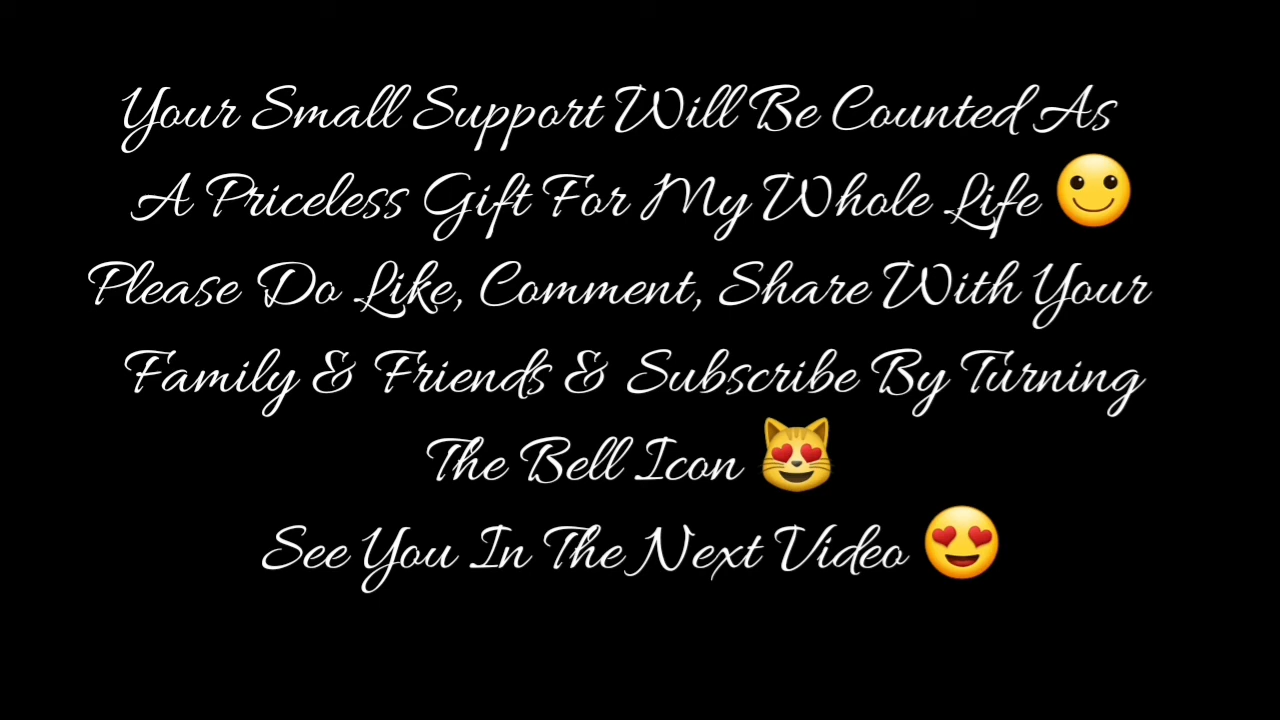 Your Small Support Will Be Counted As
A Priceless Gift For My Whole Life 🙂
Please Do Like, Comment, Share With Your
Family & Friends & Subscribe By Turning
The Bell Icon 😻
See You In The Next Video 😍